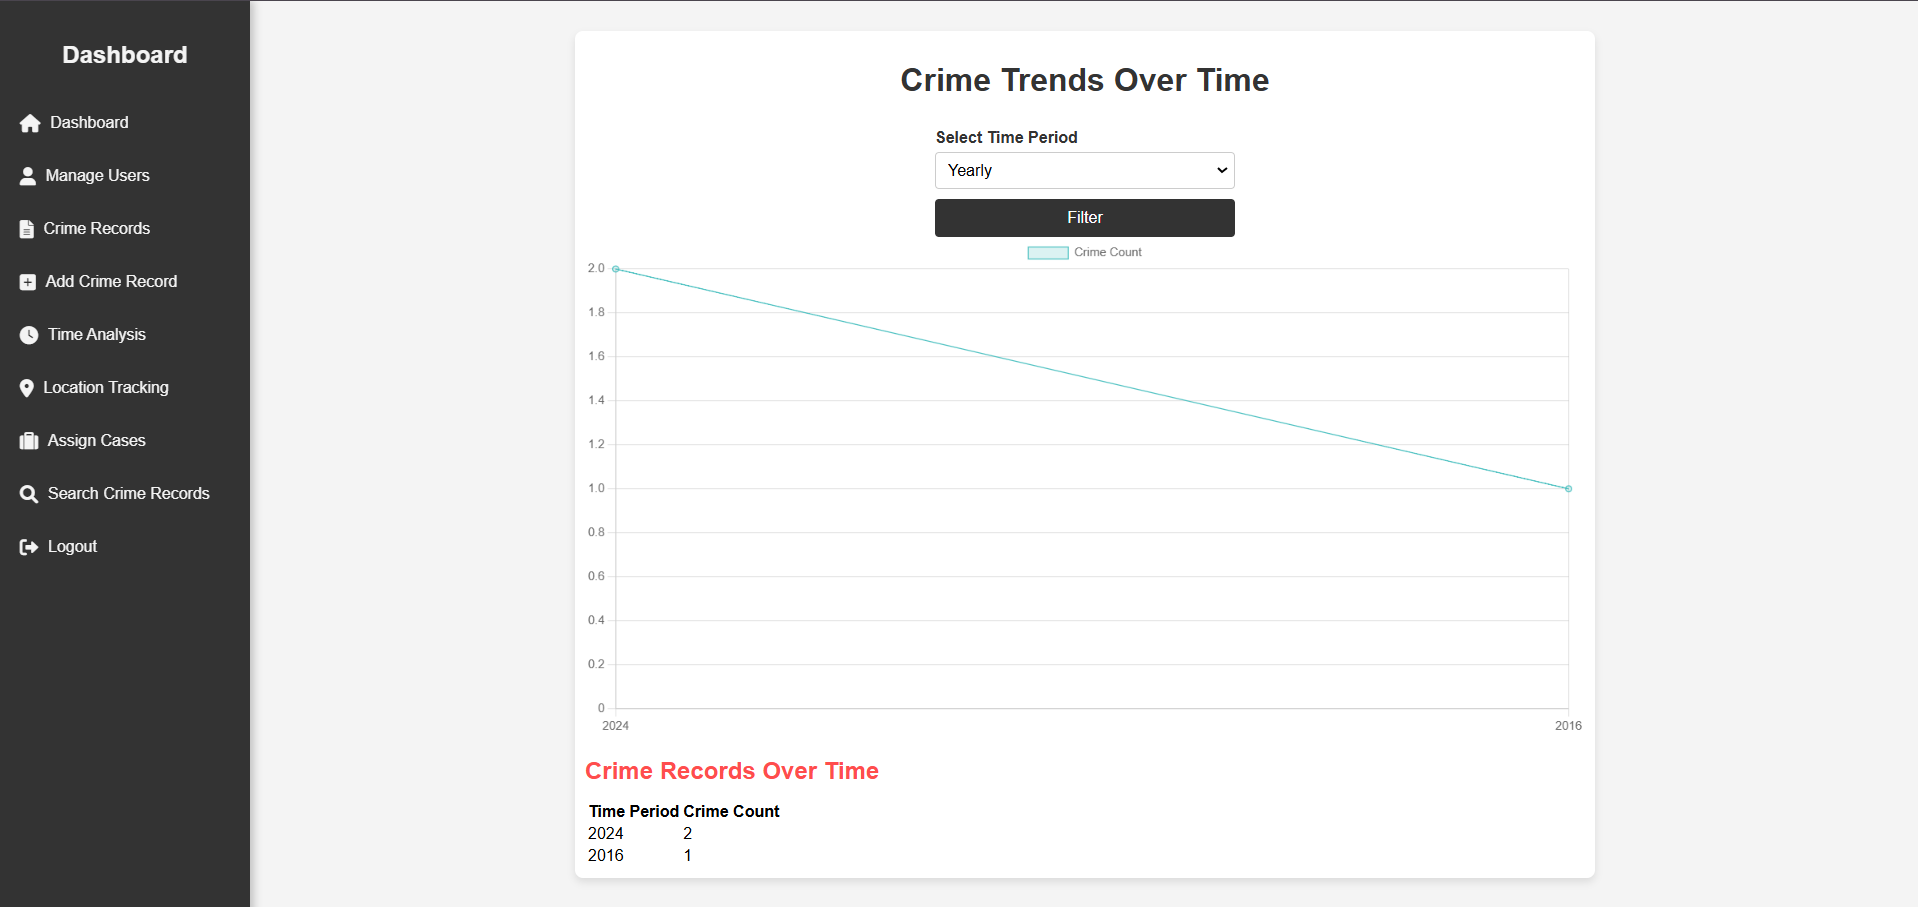 Dashboard
Dashboard
Manage Users
Crime Records
Add Crime Record
Time Analysis
Location Tracking
Assign Cases
Search Crime Records
Logout
Crime Trends Over Time
Select Time Period
Yearly
Filter
Crime Count
2.0
1.8
1.6
1.4
1.2
1.0
0.8
0.6
0.4
0.2
0
2024 2016
Crime Records Over Time
Time Period Crime Count
2024 2
2016 1